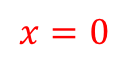 x = 0